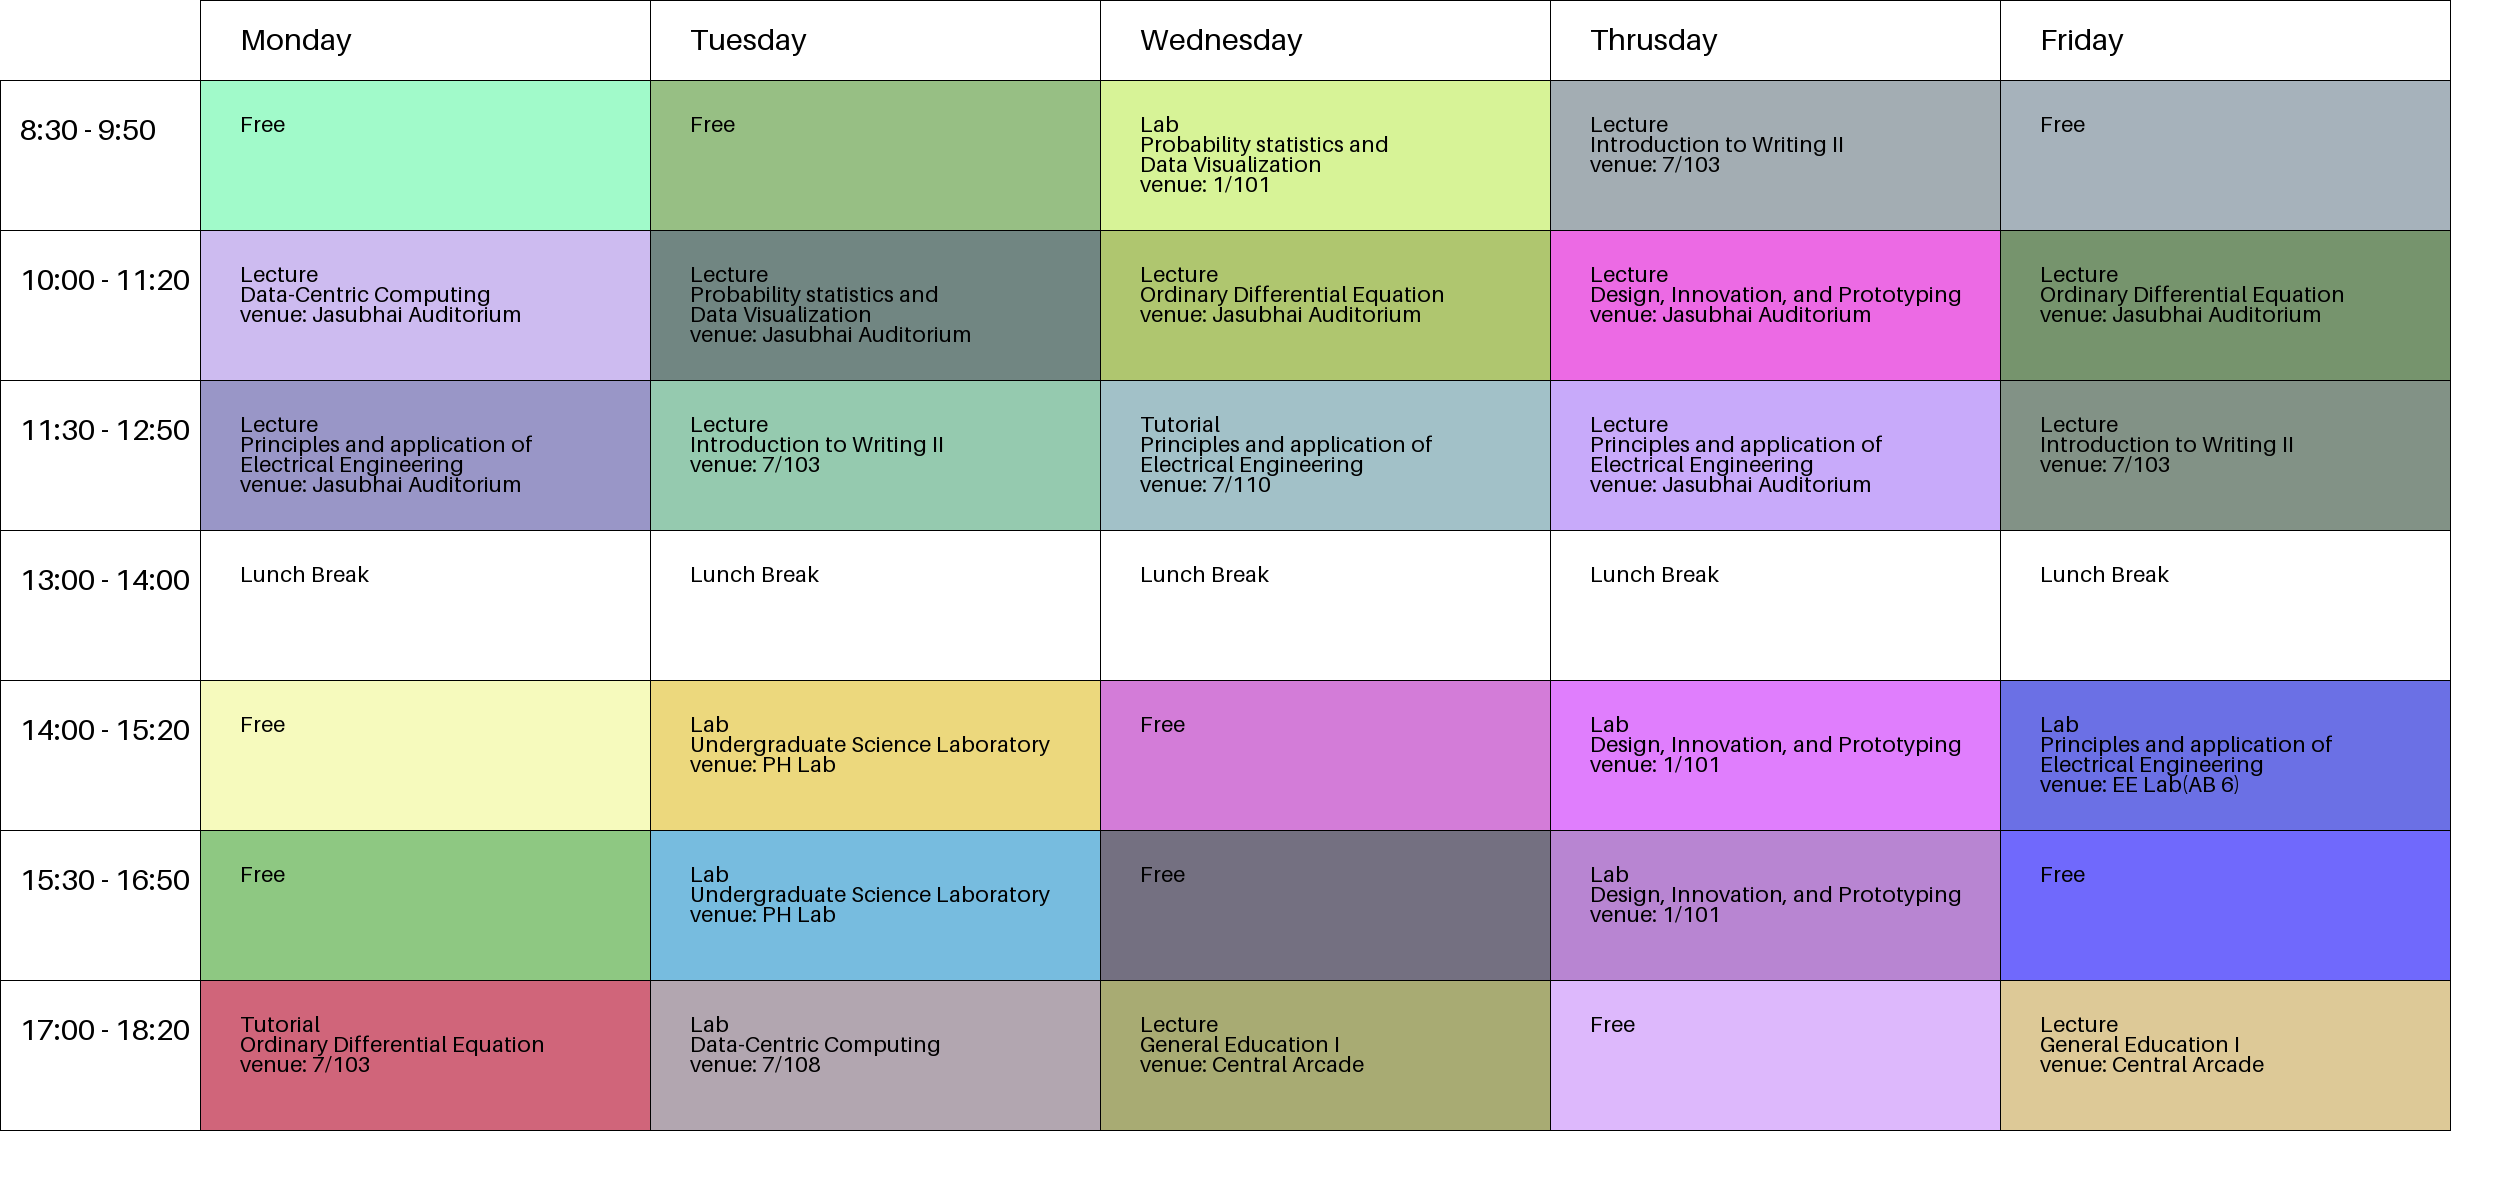 Monday
Tuesday
Wednesday
Thrusday
Friday
8:30 - 9:50
Free
Free
Lab
Probability statistics and
Data Visualization
venue: 1/101
Lecture
Introduction to Writing II
venue: 7/103
Free
10:00 - 11:20
Lecture
Data-Centric Computing
venue: Jasubhai Auditorium
Lecture
Probability statistics and
Data Visualization
venue: Jasubhai Auditorium
Lecture
Ordinary Differential Equation
venue: Jasubhai Auditorium
Lecture
Design, Innovation, and Prototyping
venue: Jasubhai Auditorium
Lecture
Ordinary Differential Equation
venue: Jasubhai Auditorium
11:30 - 12:50
Lecture
Principles and application of
Electrical Engineering
venue: Jasubhai Auditorium
Lecture
Introduction to Writing II
venue: 7/103
Tutorial
Principles and application of
Electrical Engineering
venue: 7/110
Lecture
Principles and application of
Electrical Engineering
venue: Jasubhai Auditorium
Lecture
Introduction to Writing II
venue: 7/103
13:00 - 14:00
Lunch Break
Lunch Break
Lunch Break
Lunch Break
Lunch Break
14:00 - 15:20
Free
Lab
Undergraduate Science Laboratory
venue: PH Lab
Free
Lab
Design, Innovation, and Prototyping
venue: 1/101
Lab
Principles and application of
Electrical Engineering
venue: EE Lab(AB 6)
15:30 - 16:50
Free
Lab
Undergraduate Science Laboratory
venue: PH Lab
Free
Lab
Design, Innovation, and Prototyping
venue: 1/101
Free
17:00 - 18:20
Tutorial
Ordinary Differential Equation
venue: 7/103
Lab
Data-Centric Computing
venue: 7/108
Lecture
General Education I
venue: Central Arcade
Free
Lecture
General Education I
venue: Central Arcade